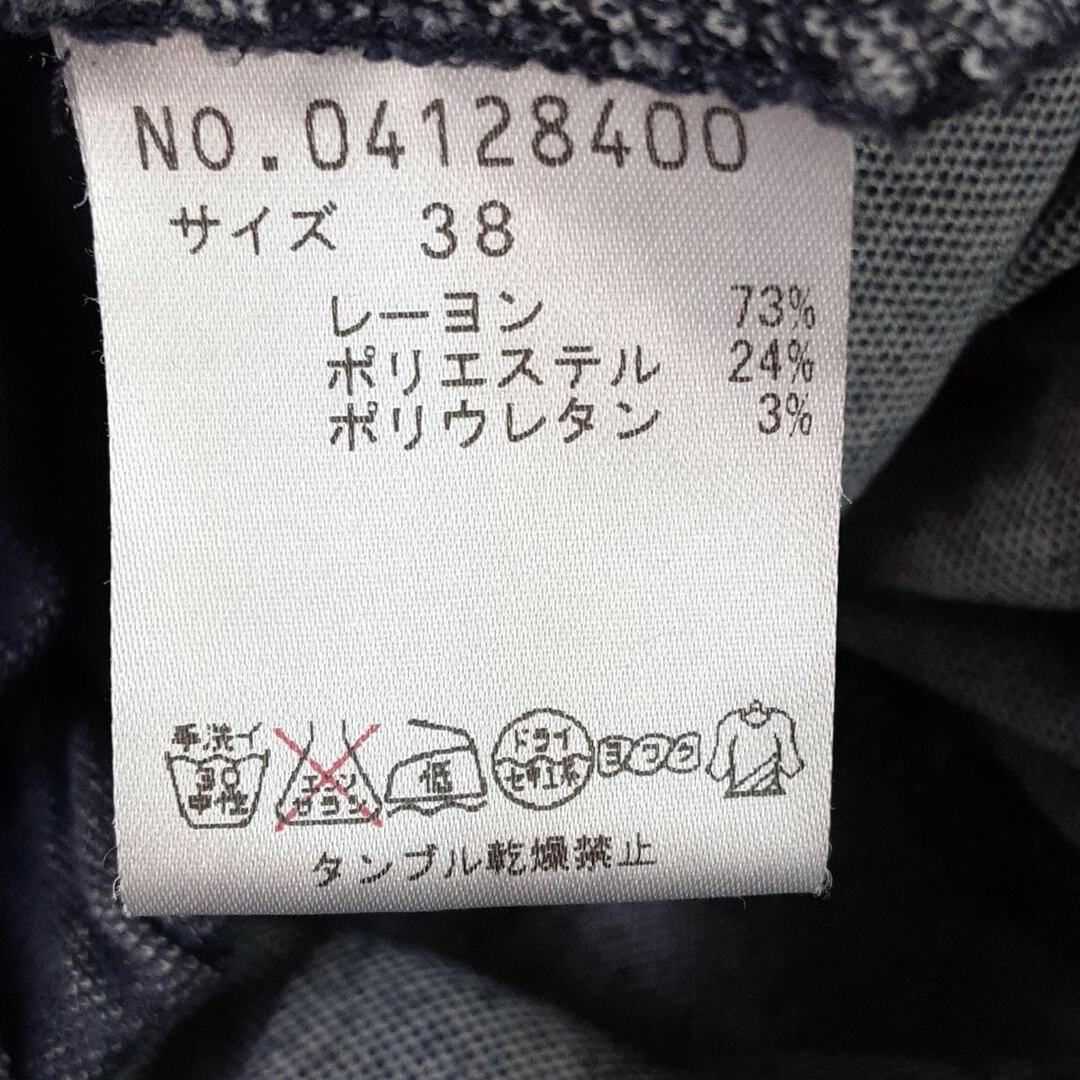 NO.04128400
サイズ 38
レーヨン 73%
ポリエステル 24%
ポリウレタン 3%
手洗イ 30 中性
エンソサラシ
低
ドライ セキユ系
ヨワク
タンブル乾燥禁止